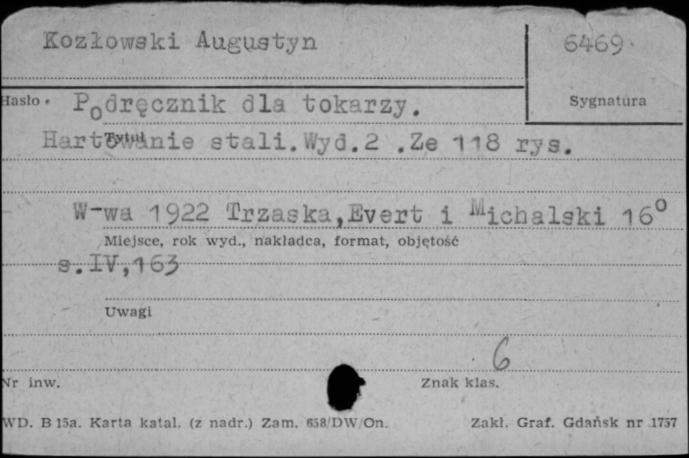 Kozłowski Augustyn 6469
Hasło Podręcznik dla tokarzy. Sygnatura
Tytuł
Hartowanie stali.Wyd.2 .Ze 118 rys.
W-wa 1922 Trzaska,Evert i Michalski 16°
Miejsce, rok wyd., nakładca, format, objętość
s.IV,163
Uwagi
6
Nr inw. Znak klas.
WD. B 15a. Karta katal. (z nadr.) Zam. 658/DW/On. Zakł. Graf. Gdańsk nr 1757